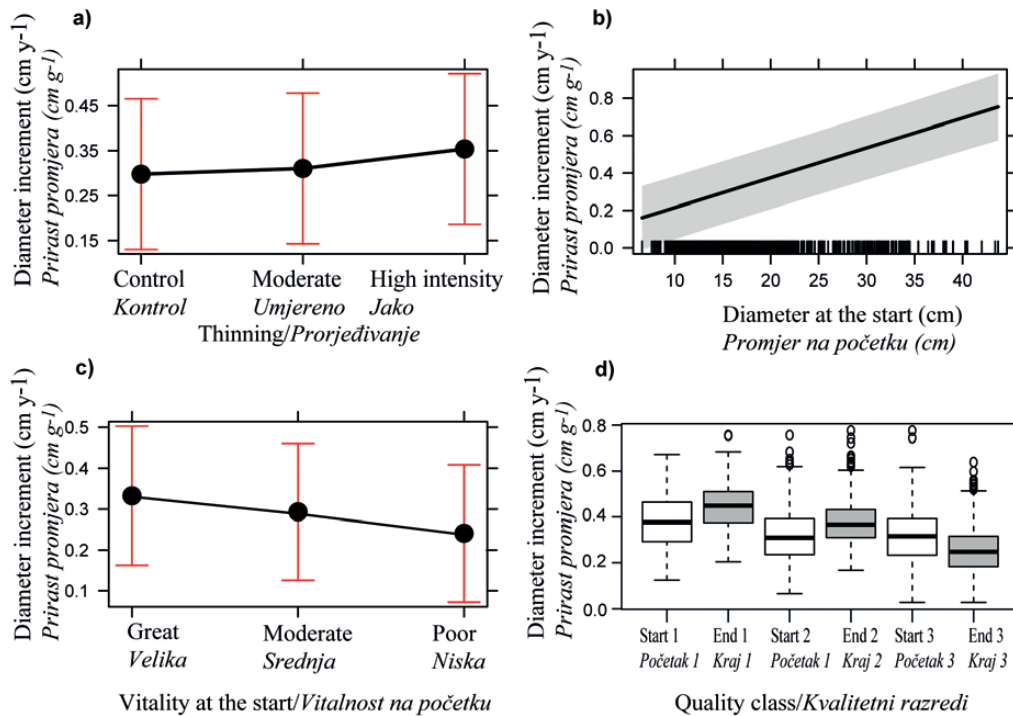 a)
Diameter increment (cm y-1)
Prirast promjera (cm g-1)
0.45
0.35
0.25
0.15
Control Moderate High intensity
Kontrol Umjereno Jako
Thinning/Prorjeđivanje
b)
Diameter increment (cm y-1)
Prirast promjera (cm g-1)
0.8
0.6
0.4
0.2
0.0
10 15 20 25 30 35 40
Diameter at the start (cm)
Promjer na početku (cm)
c)
Diameter increment (cm y-1)
Prirast promjera (cm g-1)
0.5
0.4
0.3
0.2
0.1
Great Moderate Poor
Velika Srednja Niska
Vitality at the start/Vitalnost na početku
d)
Diameter increment (cm y-1)
Prirast promjera (cm g-1)
0.8
0.6
0.4
0.2
0.0
Start 1 End 1 Start 2 End 2 Start 3 End 3
Početak 1 Kraj 1 Početak 1 Kraj 2 Početak 3 Kraj 3
Quality class/Kvalitetni razredi